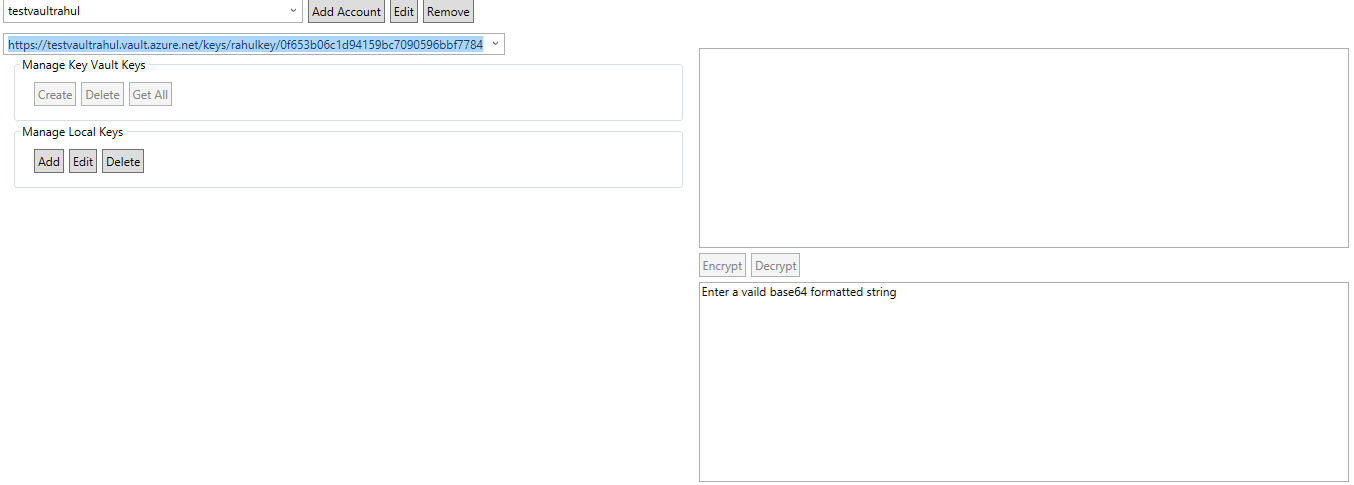 testvaultrahul
Add Account Edit Remove
https://testvaultrahul.vault.azure.net/keys/rahulkey/0f653b06c1d94159bc7090596bbf7784
Manage Key Vault Keys
Create Delete Get All
Manage Local Keys
Add Edit Delete
Encrypt Decrypt
Enter a vaild base64 formatted string